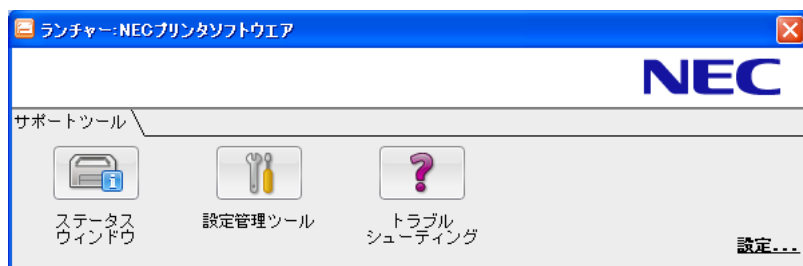 ランチャー:NECプリンタソフトウエア
NEC
サポートツール
ステータス
ウィンドウ
設定管理ツール
トラブル
シューティング
設定...